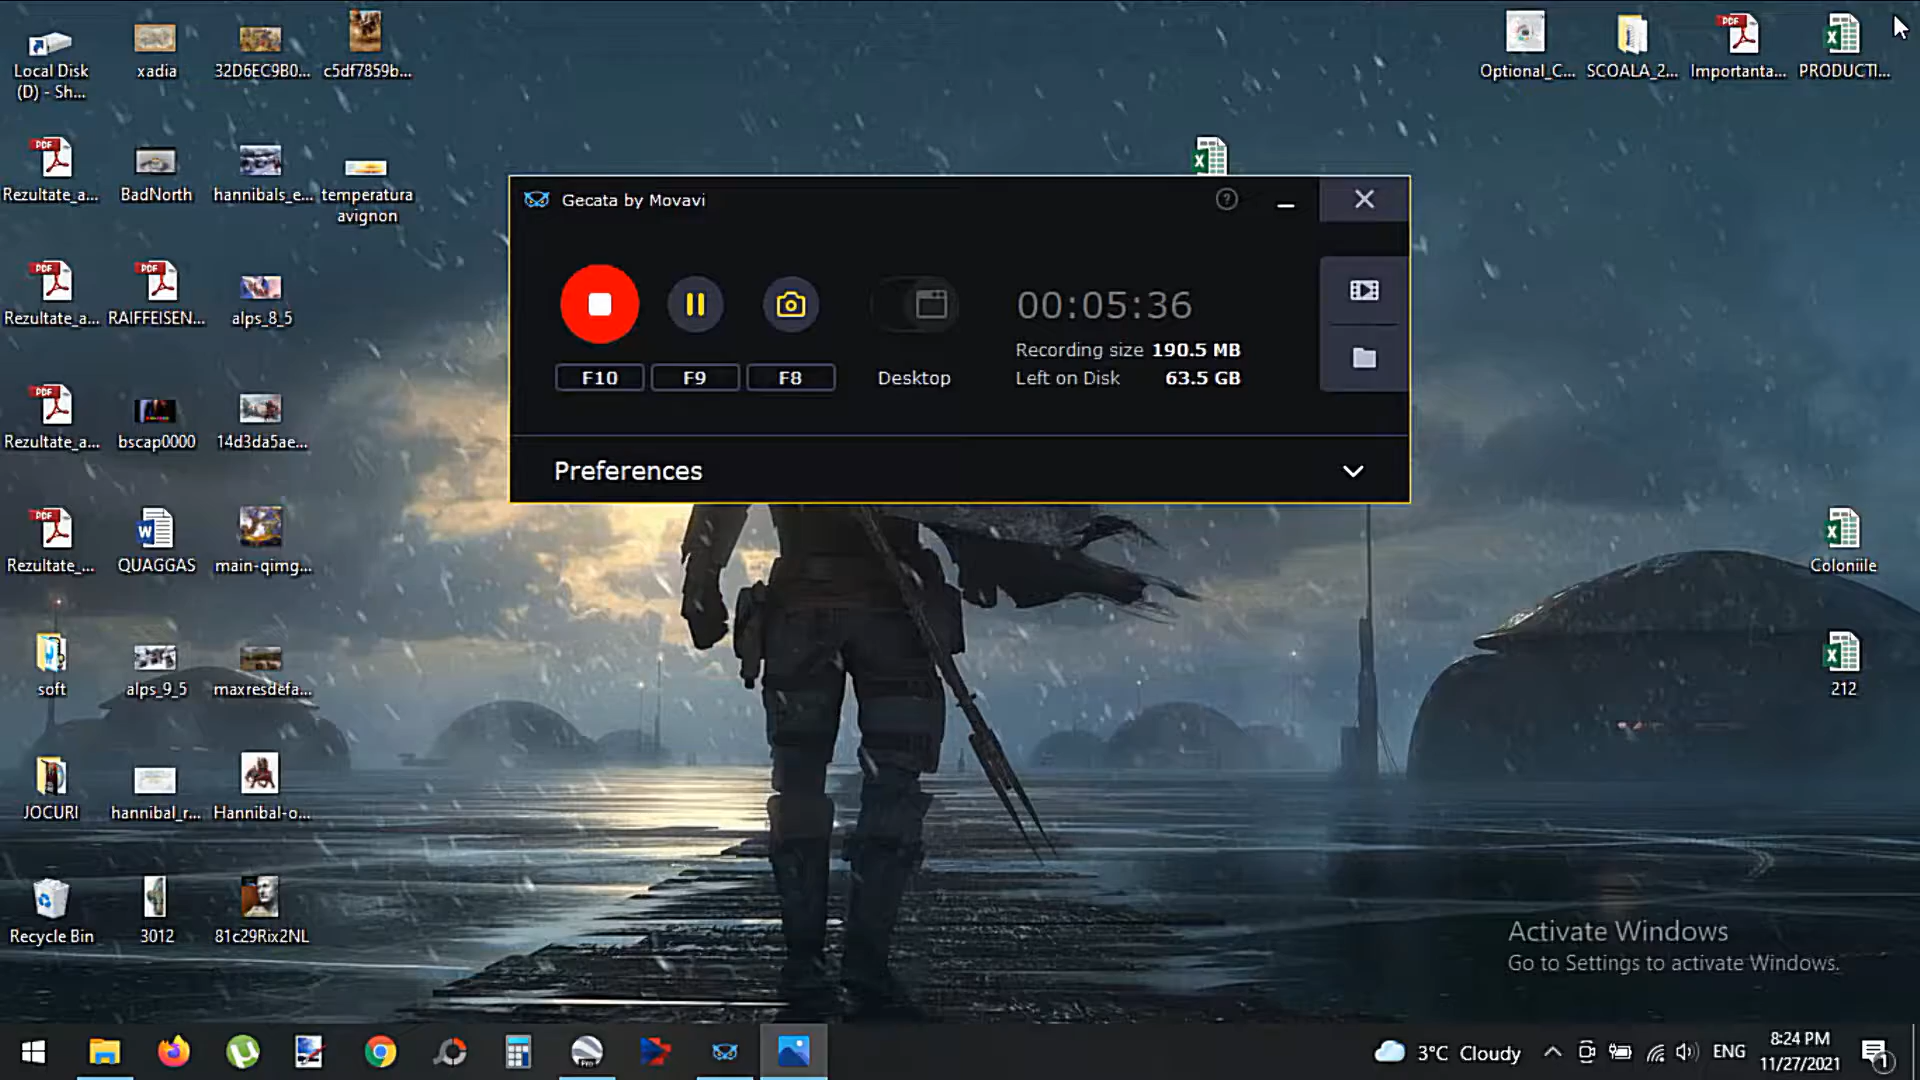 Local Disk
(D) - Sh...
xadia
32D6EC9B0...
c5df7859b...
Optional_C...
SCOALA_2...
Importanta...
PRODUCTI...
Rezultate_a...
BadNorth
hannibals_e...
temperatura
avignon
Gecata by Movavi
Rezultate_a...
RAIFFEISEN...
alps_8_5
00:05:36
Recording size 190.5 MB
F10
F9
F8
Desktop
Left on Disk 63.5 GB
Rezultate_a...
bscap0000
14d3da5ae...
Preferences
Rezultate_...
QUAGGAS
main-qimg...
Coloniile
soft
alps_9_5
maxresdefa...
212
JOCURI
hannibal_r...
Hannibal-o...
Recycle Bin
3012
81c29Rix2NL
Activate Windows
Go to Settings to activate Windows.
3°C Cloudy
ENG
8:24 PM
11/27/2021
1